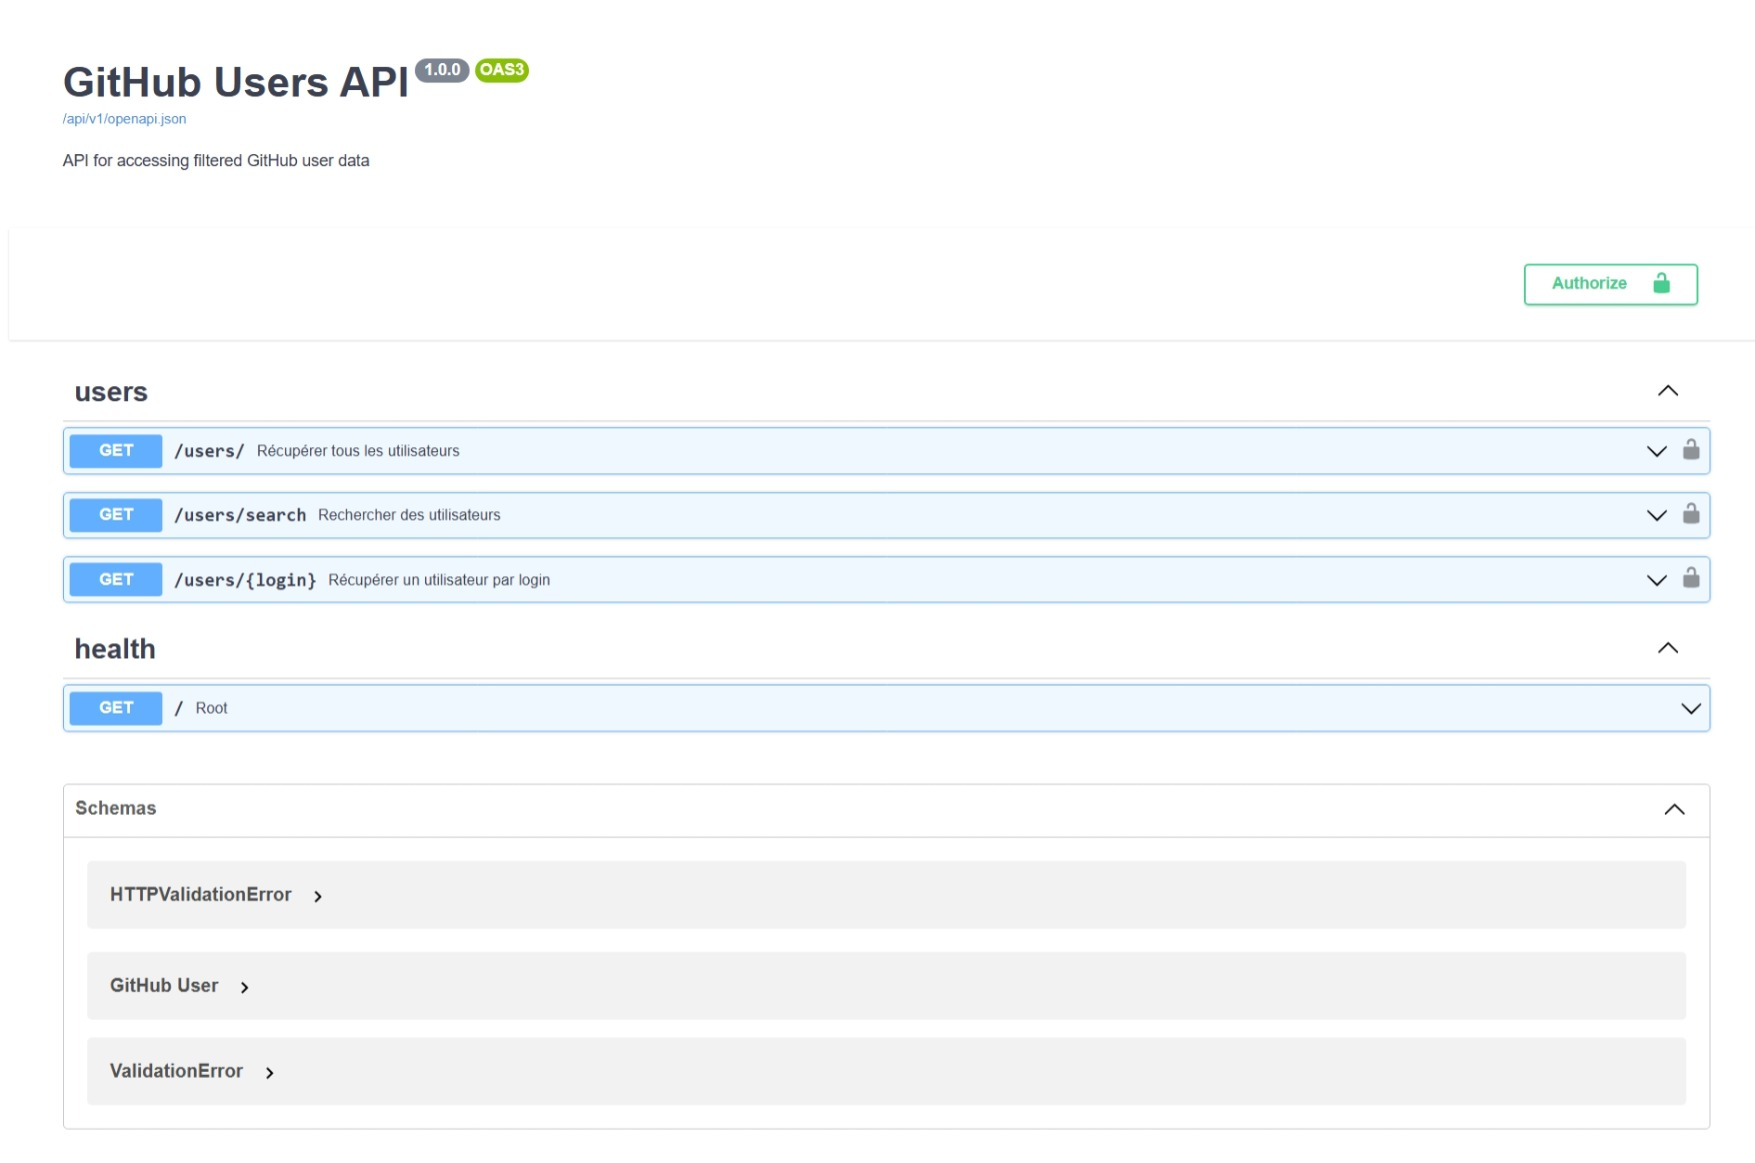 GitHub Users API 1.0.0 OAS3
/api/v1/openapi.json
API for accessing filtered GitHub user data
Authorize
users
GET /users/ Récupérer tous les utilisateurs
GET /users/search Rechercher des utilisateurs
GET /users/{login} Récupérer un utilisateur par login
health
GET / Root
Schemas
HTTPValidationError
GitHub User
ValidationError